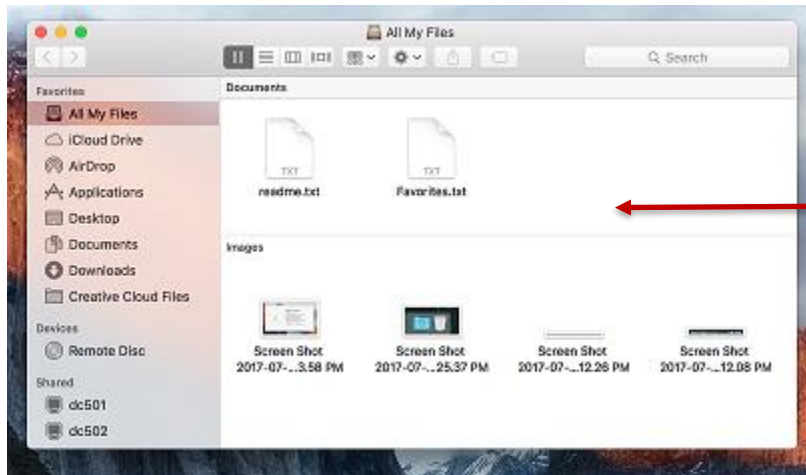 All My Files
Search
Favorites
All My Files
iCloud Drive
AirDrop
Applications
Desktop
Documents
Downloads
Creative Cloud Files
Devices
Remote Disc
Shared
dc501
dc502
Documents
TXT TXT
readme.txt Favorites.txt
Images
Screen Shot Screen Shot Screen Shot Screen Shot
2017-07-...3.58 PM 2017-07-...25.37 PM 2017-07-...12.26 PM 2017-07-...12.08 PM